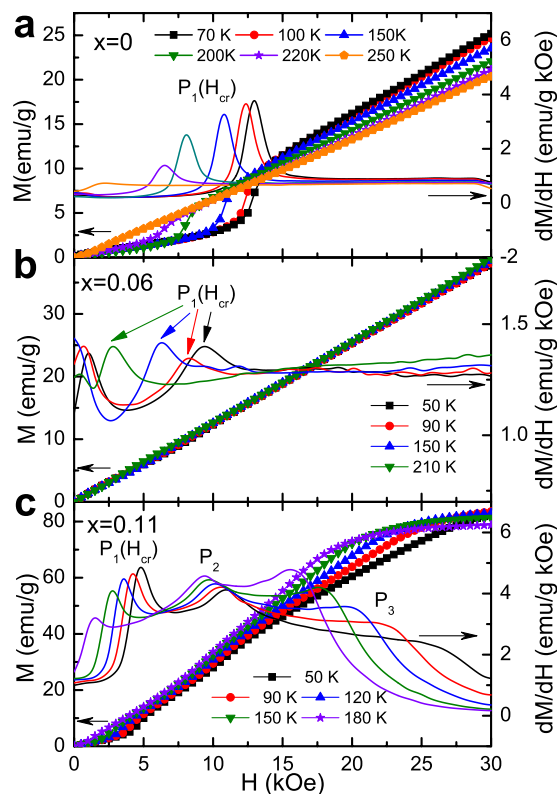 a
x=0
70 K 100 K 150K
200K 220K 250 K
P1(Hcr)
M(emu/g)
25
20
15
10
5
0
dM/dH (emu/g kOe)
6
4
2
0
-2
b
x=0.06
P1(Hcr)
M (emu/g)
30
20
10
0
dM/dH (emu/g kOe)
1.5
1.0
50 K
90 K
150 K
210 K
c
x=0.11
P1(Hcr)
P2
P3
M(emu/g)
80
60
40
20
0
dM/dH (emu/g kOe)
6
4
2
0
50 K
90 K 120 K
150 K 180 K
0 5 10 15 20 25 30
H (kOe)